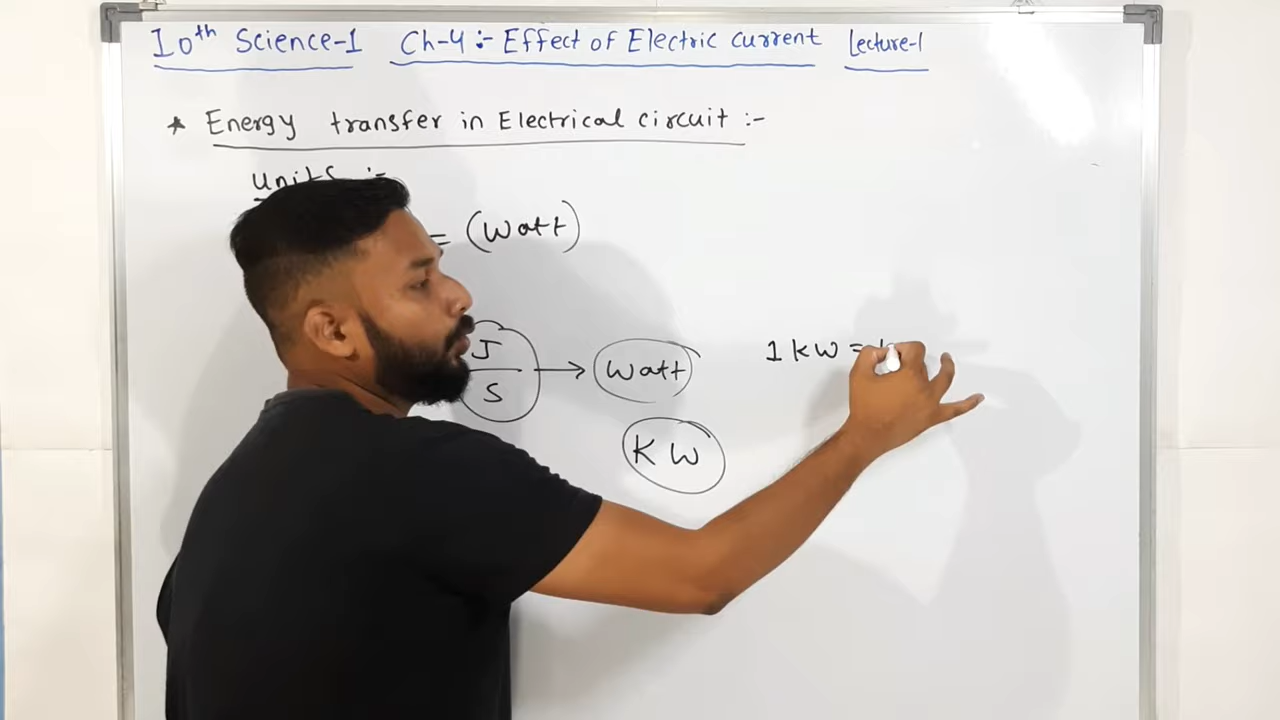 10th Science-1 Ch-4 :- Effect of Electric current Lecture-1
* Energy transfer in Electrical circuit :-
Units :-
= (Watt)
J
S
→ Watt
1 KW =
KW